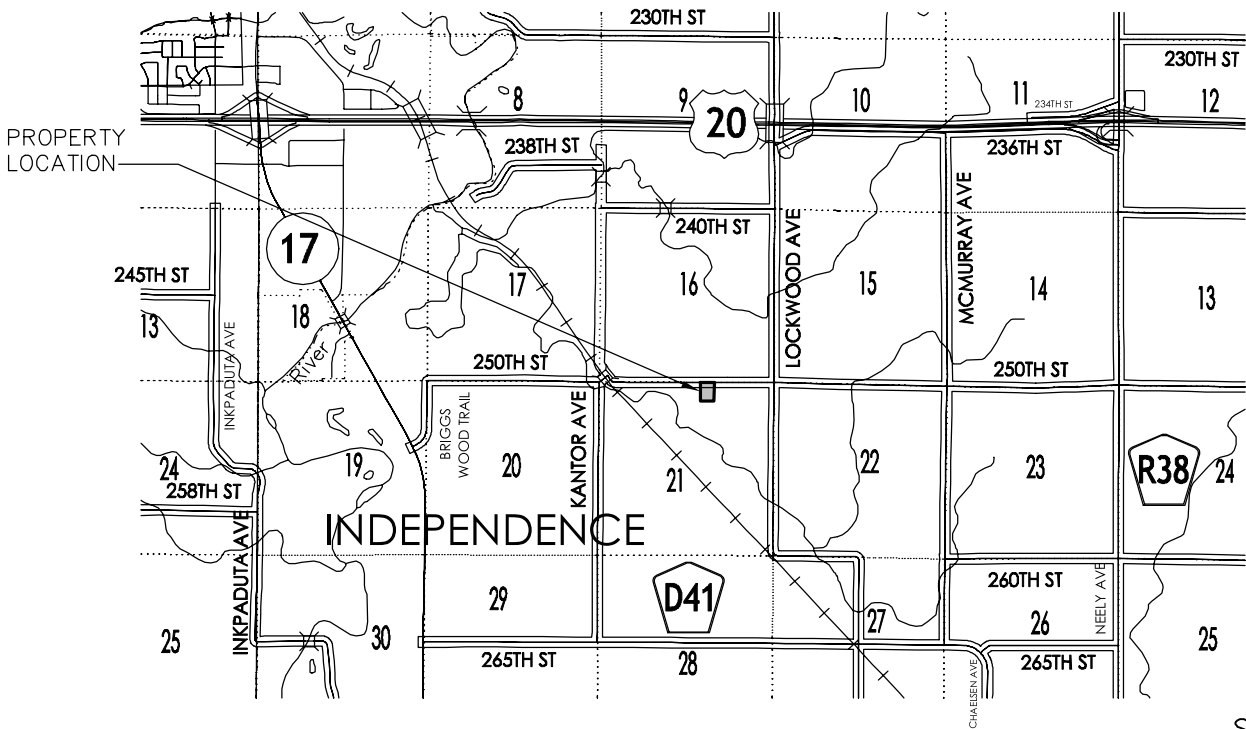 230TH ST
230TH ST
8
9
10
11
12
234TH ST
20
PROPERTY
LOCATION
238TH ST
236TH ST
MCMURRAY AVE
LOCKWOOD AVE
240TH ST
17
245TH ST
17
16
15
14
13
13
18
INKPADUTA AVE
River
250TH ST
250TH ST
BRIGGS
WOOD TRAIL
KANTOR AVE
24
19
20
21
22
23
R38
24
258TH ST
INDEPENDENCE
INKPADUTA AVE
29
D41
260TH ST
NEELY AVE
25
30
28
27
26
25
265TH ST
265TH ST
CHAELSEN AVE
S